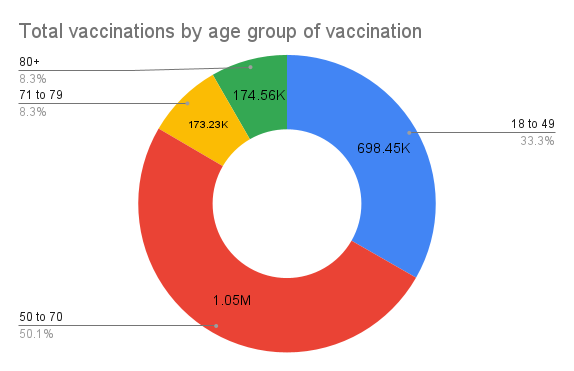 Total vaccinations by age group of vaccination
80+
8.3%
71 to 79
8.3%
174.56K
173.23K
18 to 49
33.3%
698.45K
1.05M
50 to 70
50.1%